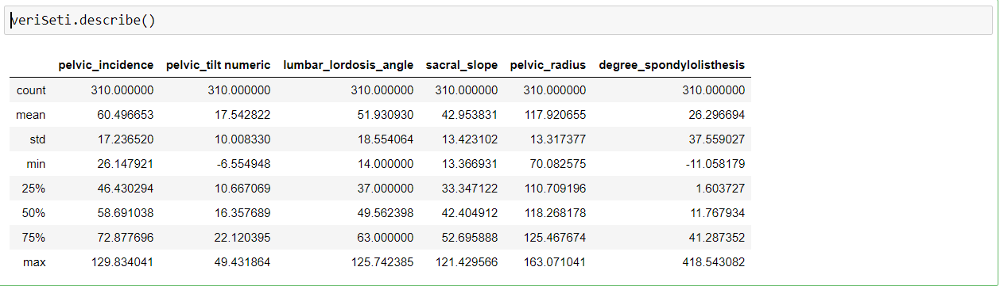 veriSeti.describe()
pelvic_incidence pelvic_tilt numeric lumbar_lordosis_angle sacral_slope pelvic_radius degree_spondylolisthesis
count 310.000000 310.000000 310.000000 310.000000 310.000000 310.000000
mean 60.496653 17.542822 51.930930 42.953831 117.920655 26.296694
std 17.236520 10.008330 18.554064 13.423102 13.317377 37.559027
min 26.147921 -6.554948 14.000000 13.366931 70.082575 -11.058179
25% 46.430294 10.667069 37.000000 33.347122 110.709196 1.603727
50% 58.691038 16.357689 49.562398 42.404912 118.268178 11.767934
75% 72.877696 22.120395 63.000000 52.695888 125.467674 41.287352
max 129.834041 49.431864 125.742385 121.429566 163.071041 418.543082